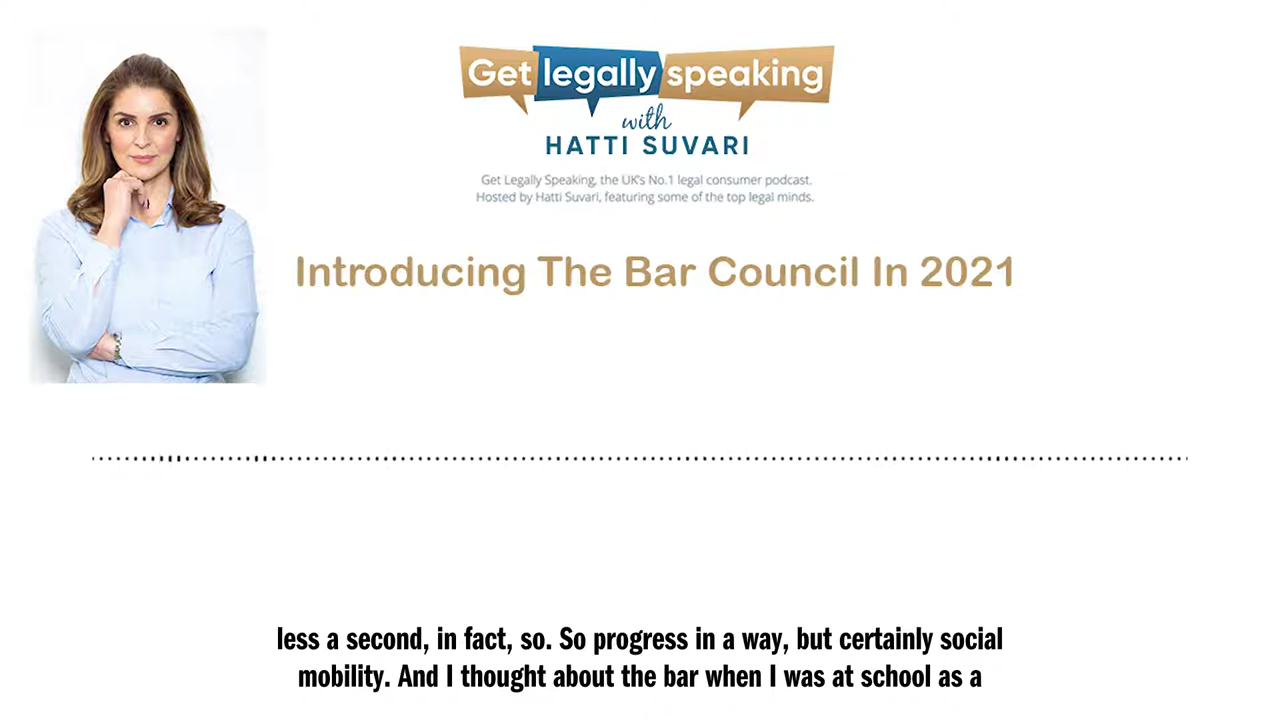 Get legally speaking
with
HATTI SUVARI
Get Legally Speaking, the UK's No.1 legal consumer podcast.
Hosted by Hatti Suvari, featuring some of the top legal minds.
Introducing The Bar Council In 2021
less a second, in fact, so. So progress in a way, but certainly social
mobility. And I thought about the bar when I was at school as a